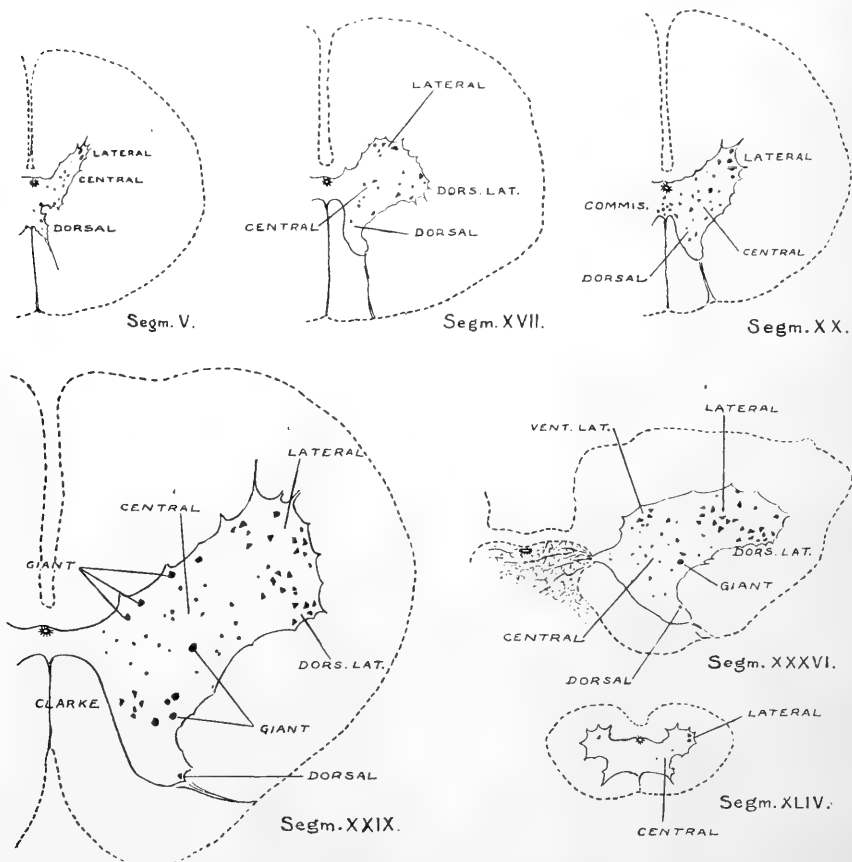 LATERAL
CENTRAL
DORSAL
Segm. V.
LATERAL
DORS. LAT.
CENTRAL
DORSAL
Segm. XVII.
LATERAL
COMMIS.
CENTRAL
DORSAL
Segm. XX.
LATERAL
CENTRAL
GIANT
DORS. LAT.
CLARKE
GIANT
DORSAL
Segm. XXIX.
LATERAL
VENT. LAT.
DORS. LAT.
GIANT
CENTRAL
DORSAL
Segm. XXXVI.
LATERAL
Segm. XLIV.
CENTRAL